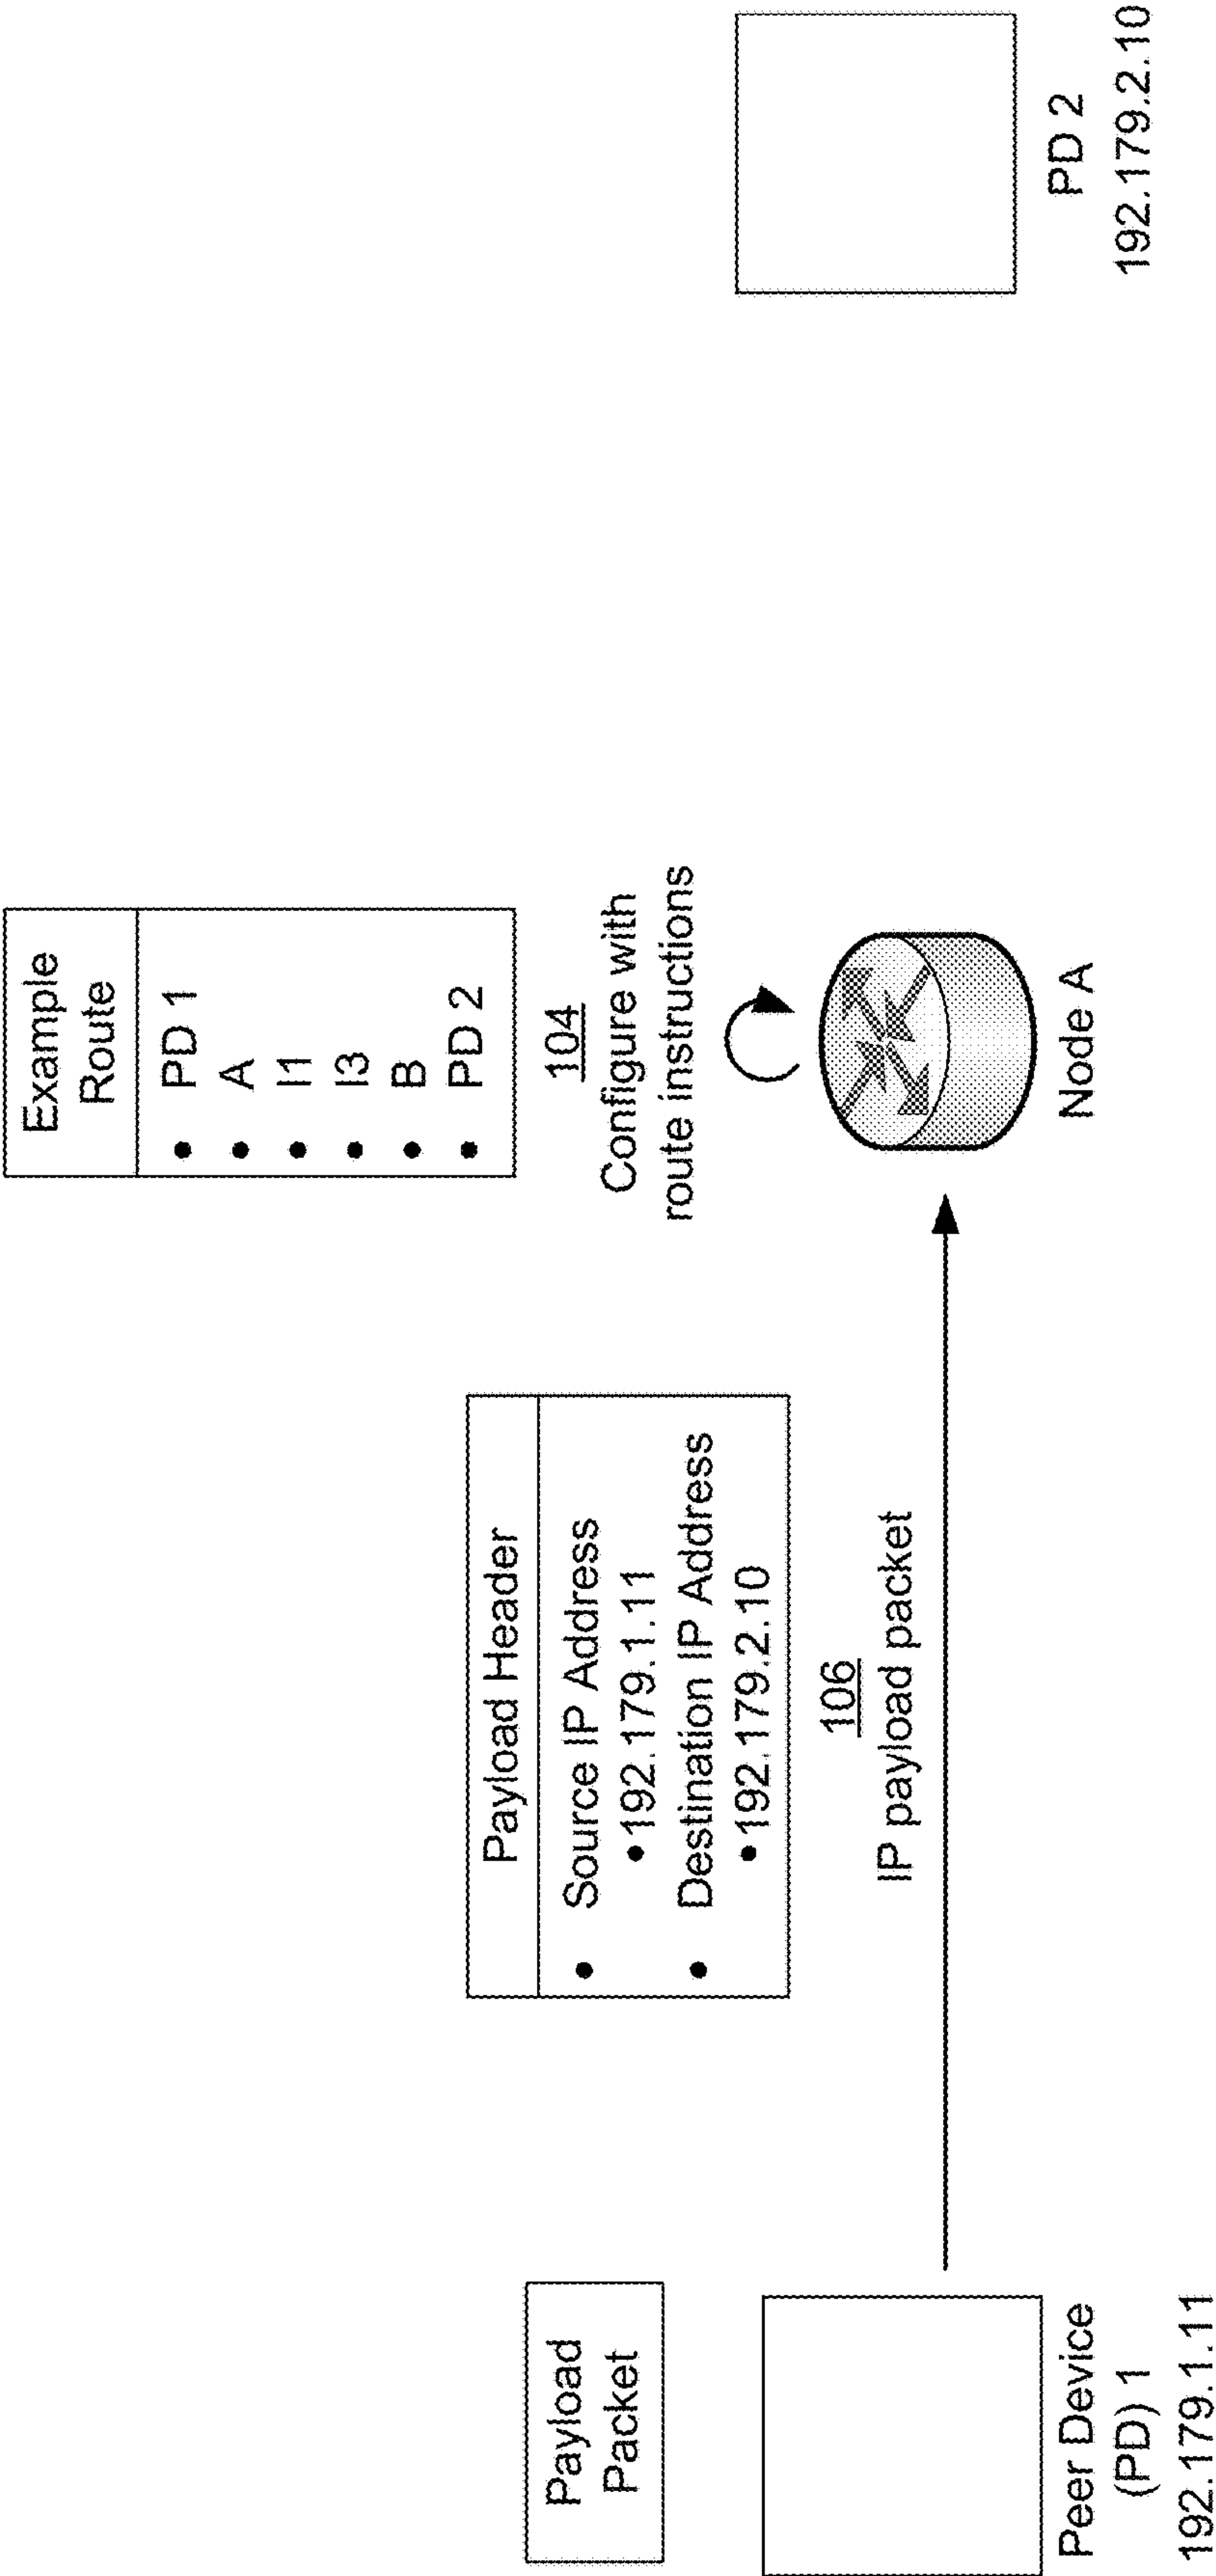 Example
Route
• PD 1
• A
• I1
• I3
• B
• PD 2
104
Configure with
route instructions
Payload Header
• Source IP Address
•192.179.1.11
• Destination IP Address
•192.179.2.10
106
IP payload packet
Payload
Packet
Peer Device
(PD) 1
192.179.1.11
Node A
PD 2
192.179.2.10